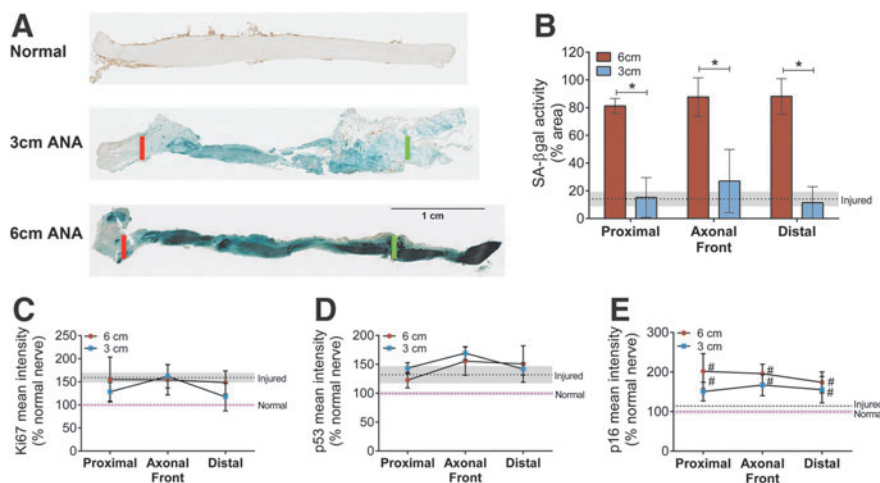 A
Normal
3cm ANA
6cm ANA
1 cm
B
6cm
3cm
SA-βgal activity
(% area)
120
100
80
60
40
20
0
*
*
*
Injured
Proximal
Axonal
Front
Distal
C
6 cm
3 cm
Ki67 mean intensity
(% normal nerve)
250
200
150
100
50
0
Injured
Normal
Proximal
Axonal
Front
Distal
D
6 cm
3 cm
p53 mean intensity
(% normal nerve)
200
150
100
50
0
Injured
Normal
Proximal
Axonal
Front
Distal
E
6 cm
3 cm
p16 mean intensity
(% normal nerve)
300
200
100
0
#
#
#
#
#
#
Injured
Normal
Proximal
Axonal
Front
Distal